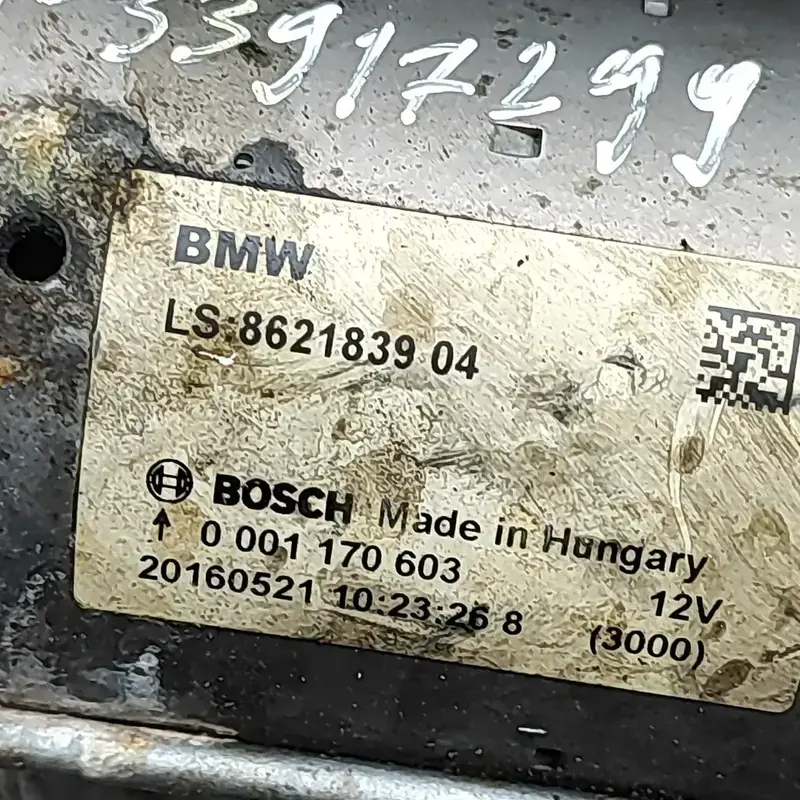 33917299
BMW
LS:8621839 04
BOSCH Made in Hungary
↑ 0 001 170 603
12V
20160521 10:23:26 8
(3000)